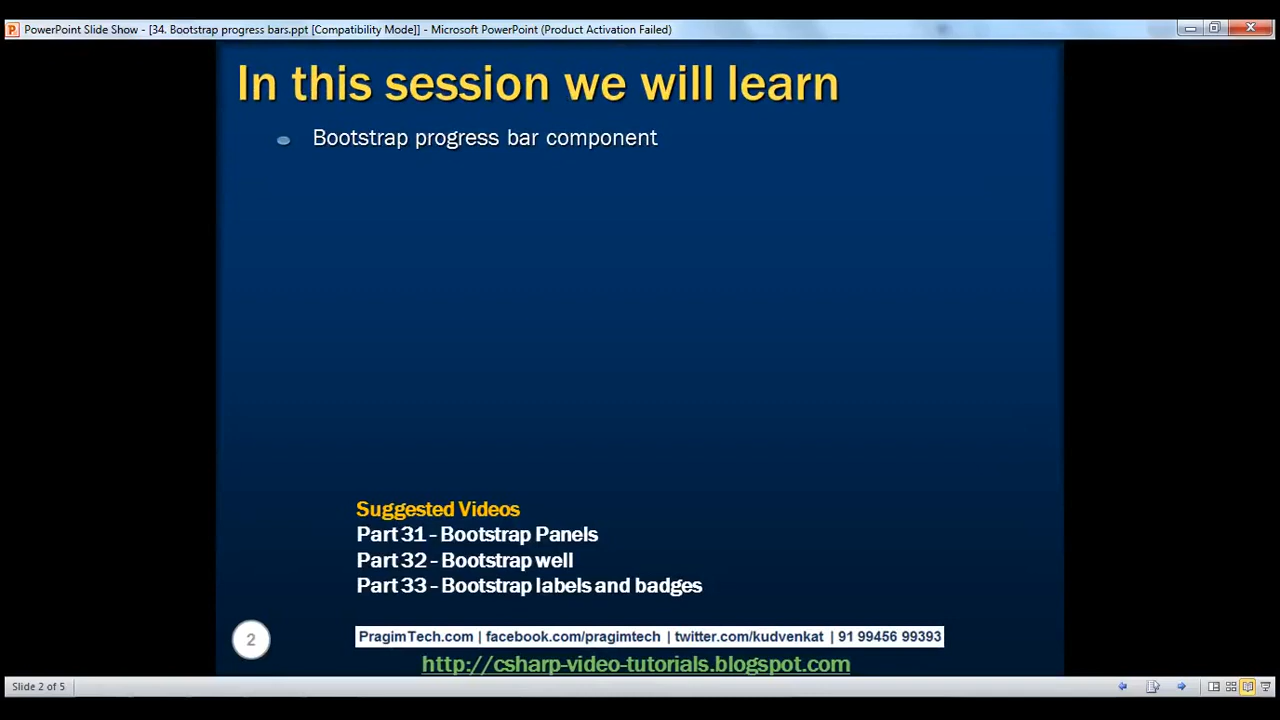 PowerPoint Slide Show - [34. Bootstrap progress bars.ppt [Compatibility Mode]] - Microsoft PowerPoint (Product Activation Failed)
In this session we will learn
Bootstrap progress bar component
Suggested Videos
Part 31 - Bootstrap Panels
Part 32 - Bootstrap well
Part 33 - Bootstrap labels and badges
2
PragimTech.com | facebook.com/pragimtech | twitter.com/kudvenkat | 91 99456 99393
http://csharp-video-tutorials.blogspot.com
Slide 2 of 5